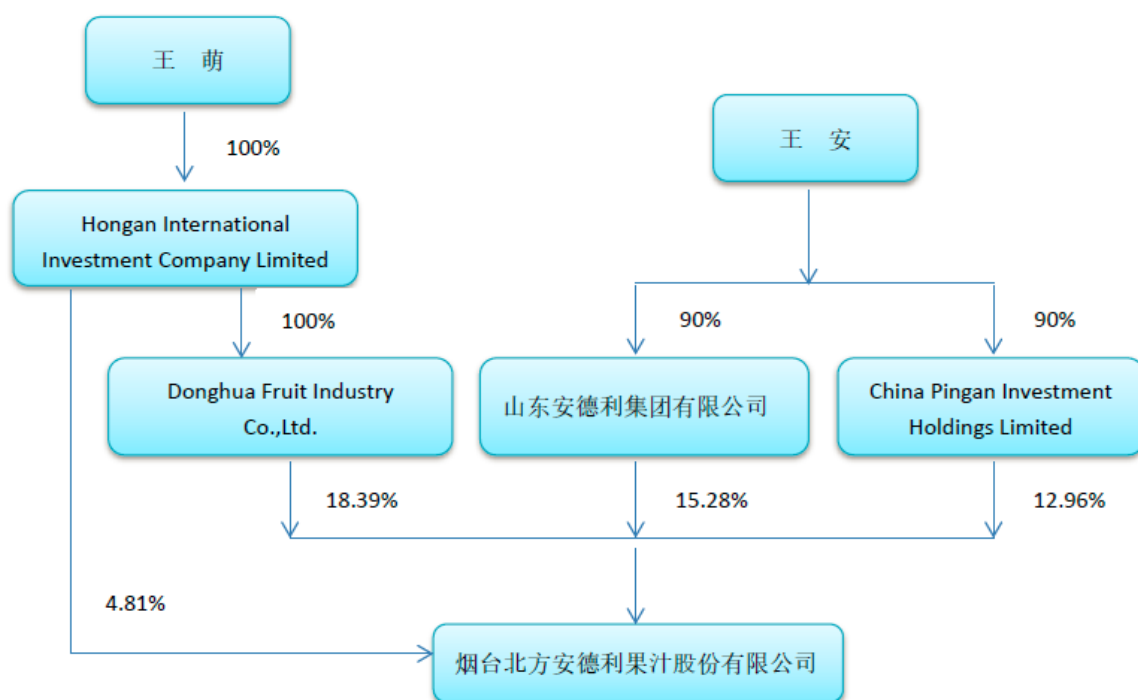 王 萌
100%
王 安
Hongan International
Investment Company Limited
100%
90%
90%
Donghua Fruit Industry
Co.,Ltd.
山东安德利集团有限公司
China Pingan Investment
Holdings Limited
18.39%
15.28%
12.96%
4.81%
烟台北方安德利果汁股份有限公司